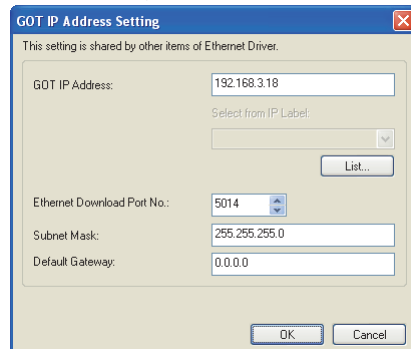 GOT IP Address Setting
This setting is shared by other items of Ethernet Driver.
GOT IP Address: 192.168.3.18
Select from IP Label:
List...
Ethernet Download Port No.: 5014
Subnet Mask: 255.255.255.0
Default Gateway: 0.0.0.0
OK Cancel